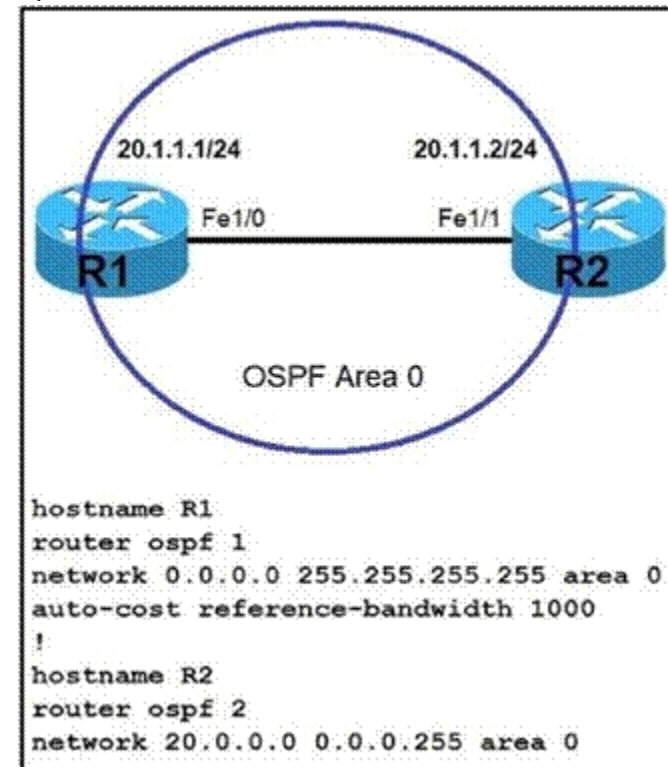 20.1.1.1/24
20.1.1.2/24
Fe1/0
Fe1/1
R1
R2
OSPF Area 0
hostname R1
router ospf 1
network 0.0.0.0 255.255.255.255 area 0
auto-cost reference-bandwidth 1000
!
hostname R2
router ospf 2
network 20.0.0.0 0.0.0.255 area 0